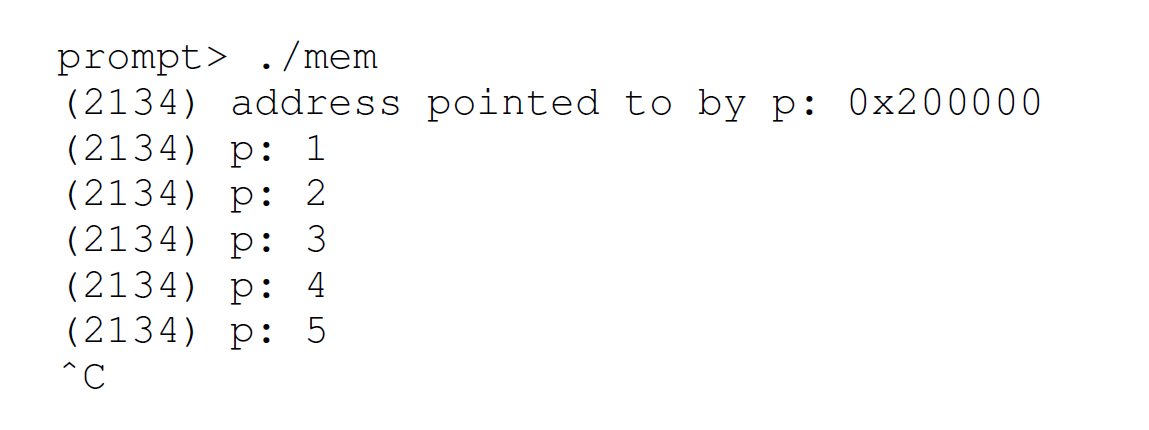 prompt> ./mem
(2134) address pointed to by p: 0x200000
(2134) p: 1
(2134) p: 2
(2134) p: 3
(2134) p: 4
(2134) p: 5
^C